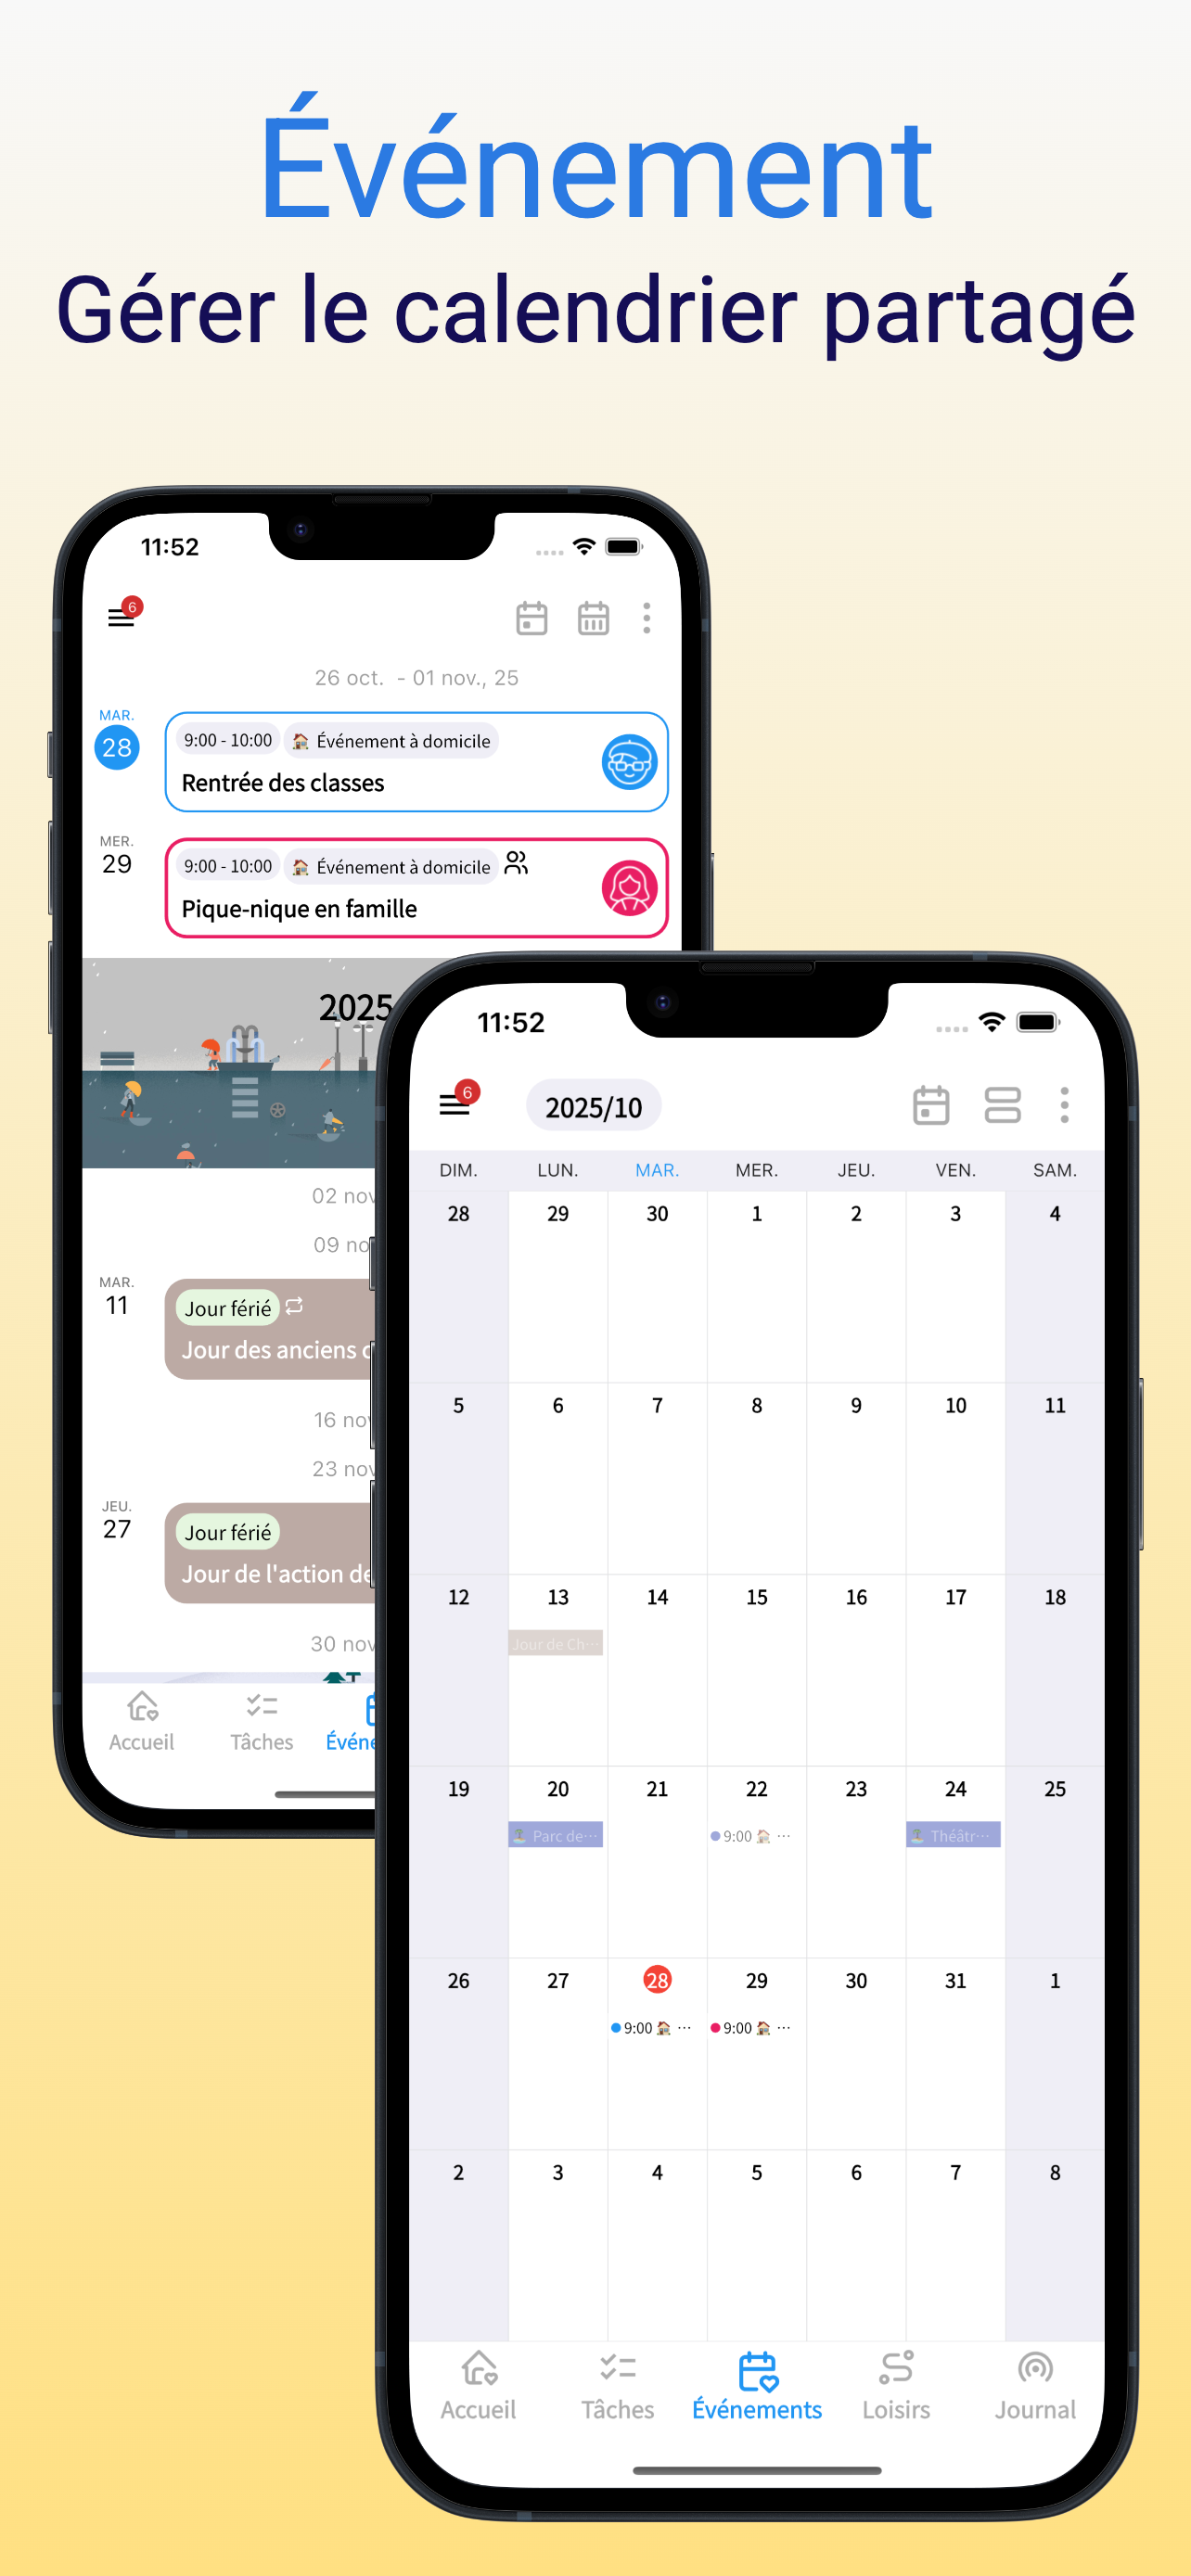 Événement
Gérer le calendrier partagé
11:52
6
26 oct. - 01 nov., 25
MAR.
28
9:00 - 10:00 Événement à domicile
Rentrée des classes
MER.
29
9:00 - 10:00 Événement à domicile
Pique-nique en famille
2025
02 nov
09 no
MAR.
11
Jour férié
Jour des anciens
16 nov
23 nov
JEU.
27
Jour férié
Jour de l'action de
30 nov
Accueil Tâches Événe
11:52
6
2025/10
DIM. LUN. MAR. MER. JEU. VEN. SAM.
28 29 30 1 2 3 4
5 6 7 8 9 10 11
12 13 14 15 16 17 18
Jour de Ch···
19 20 21 22 23 24 25
Parc de··· 9:00 ··· Théâtr···
26 27 28 29 30 31 1
9:00 ··· 9:00 ···
2 3 4 5 6 7 8
Accueil Tâches Événements Loisirs Journal